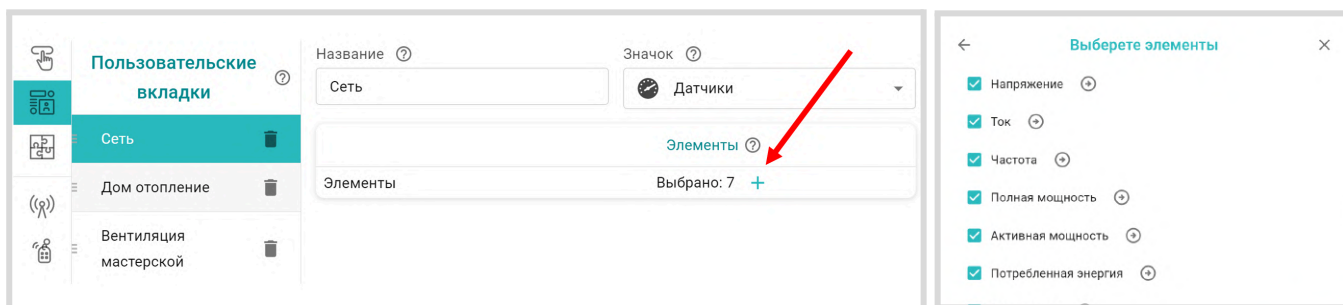 Пользовательские
вкладки
Сеть
Дом отопление
Вентиляция
мастерской
Название
Сеть
Значок
Датчики
Элементы
Элементы
Выбрано: 7 +
Выберете элементы
Напряжение
Ток
Частота
Полная мощность
Активная мощность
Потребленная энергия